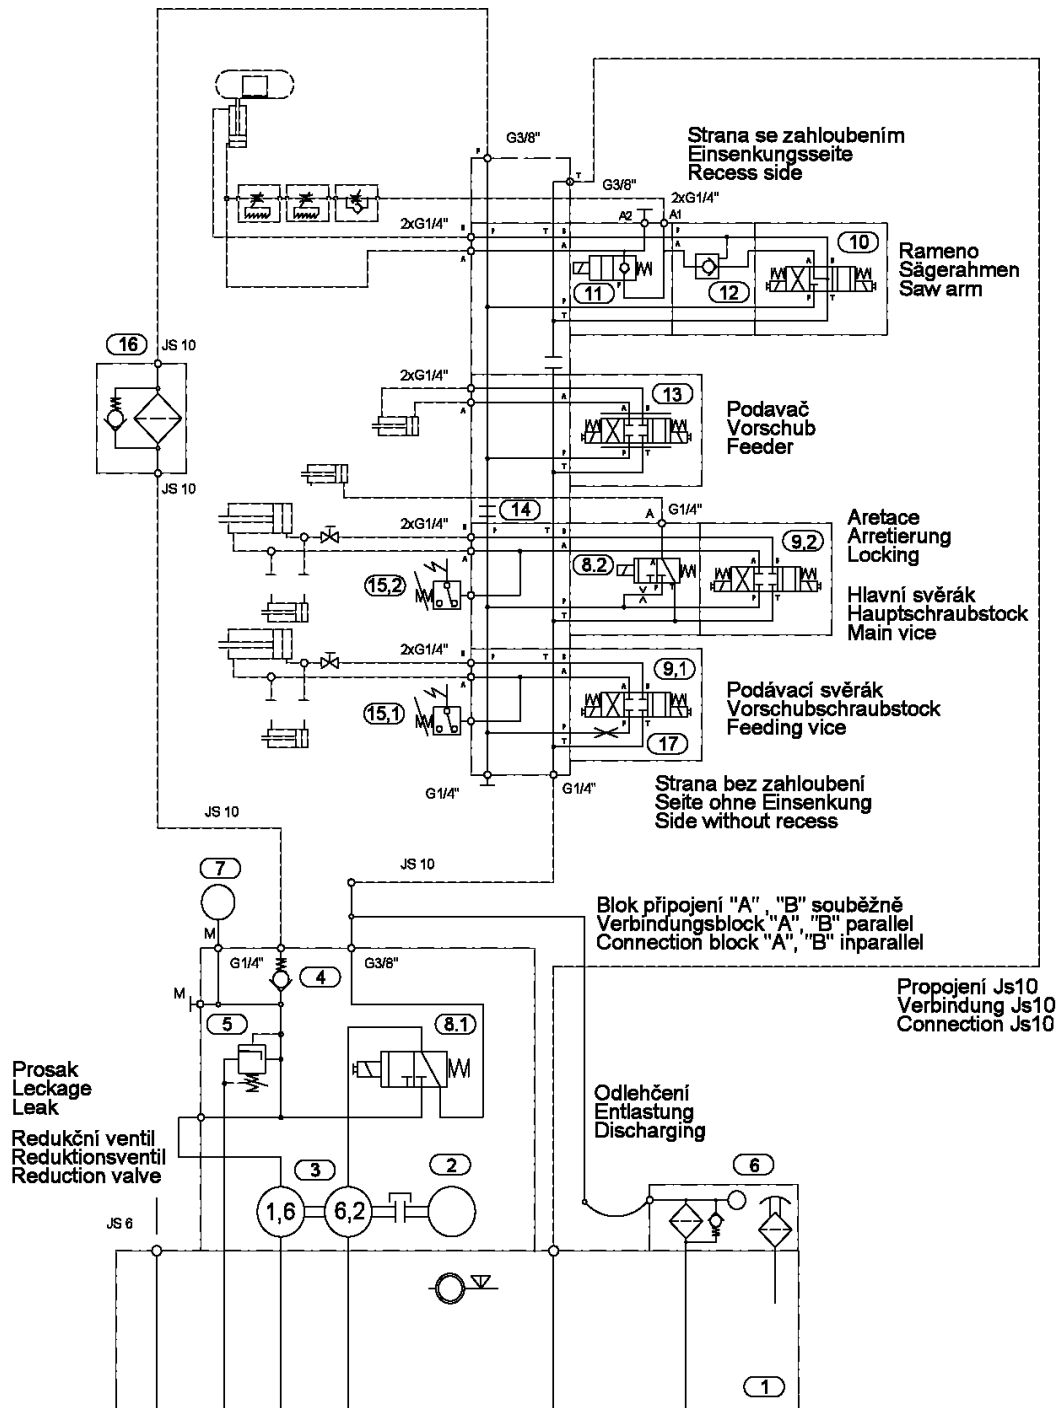 G3/8"
P
T
G3/8"
Strana se zahloubením
Einsenkungsseite
Recess side
2xG1/4"
A2
A1
2xG1/4"
B
P
T
B
B
A
A
A
10
Rameno
Sägerahmen
Saw arm
A
B
P
T
P
11
12
P
T
16
JS 10
JS 10
2xG1/4"
13
A
A
B
P
T
P
T
Podavač
Vorschub
Feeder
14
A
G1/4"
2xG1/4"
B
P
T
B
A
A
9,2
Aretace
Arretierung
Locking
8.2
A
P
T
A
B
P
T
15,2
P
T
Hlavní svěrák
Hauptschraubstock
Main vice
2xG1/4"
B
P
T
B
A
A
9,1
A
B
P
T
15,1
P
T
17
Podávací svěrák
Vorschubschraubstock
Feeding vice
G1/4"
G1/4"
Strana bez zahloubení
Seite ohne Einsenkung
Side without recess
JS 10
JS 10
7
M
G1/4"
G3/8"
4
M
5
8.1
Blok připojení "A" , "B" souběžně
Verbindungsblock "A", "B" parallel
Connection block "A", "B" inparallel
Propojení Js10
Verbindung Js10
Connection Js10
Prosak
Leckage
Leak
Redukční ventil
Reduktionsventil
Reduction valve
Odlehčení
Entlastung
Discharging
3
2
6
1,6
6,2
JS 6
1